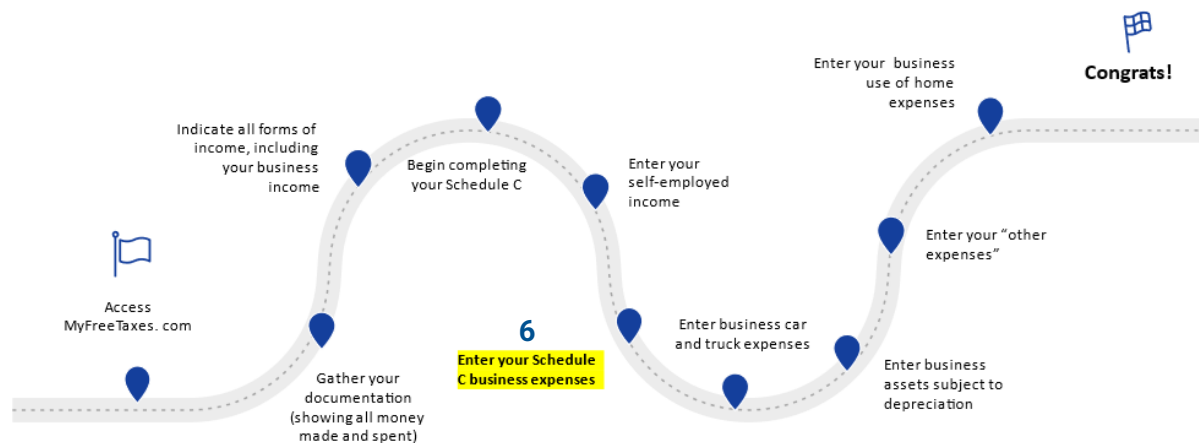 Access
MyFreeTaxes. com
Gather your
documentation
(showing all money
made and spent)
Indicate all forms of
income, including
your business
income
Begin completing
your Schedule C
Enter your
self-employed
income
6
Enter your Schedule
C business expenses
Enter business car
and truck expenses
Enter business
assets subject to
depreciation
Enter your “other
expenses”
Enter your business
use of home
expenses
Congrats!